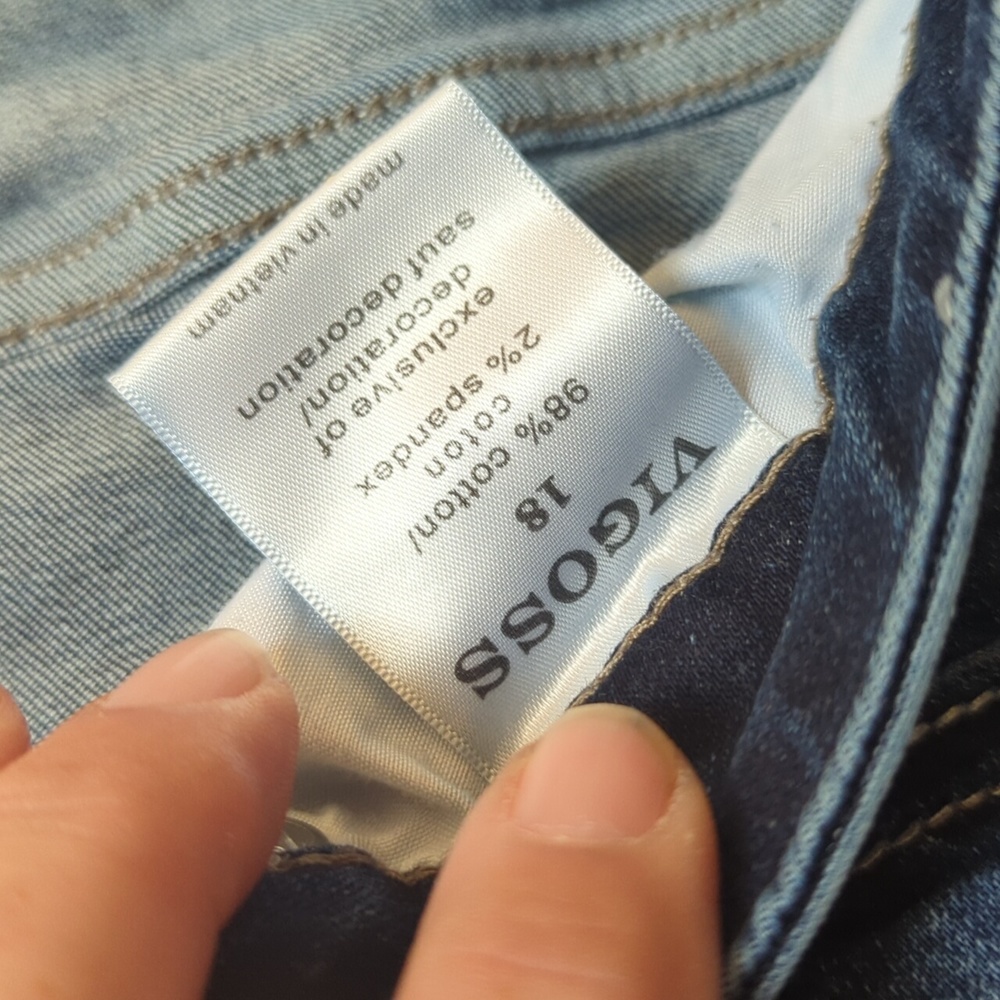 VIGOSS
18
98% cotton/
coton
2% spandex
exclusive of
decoration/
sauf decoration
made in vietnam